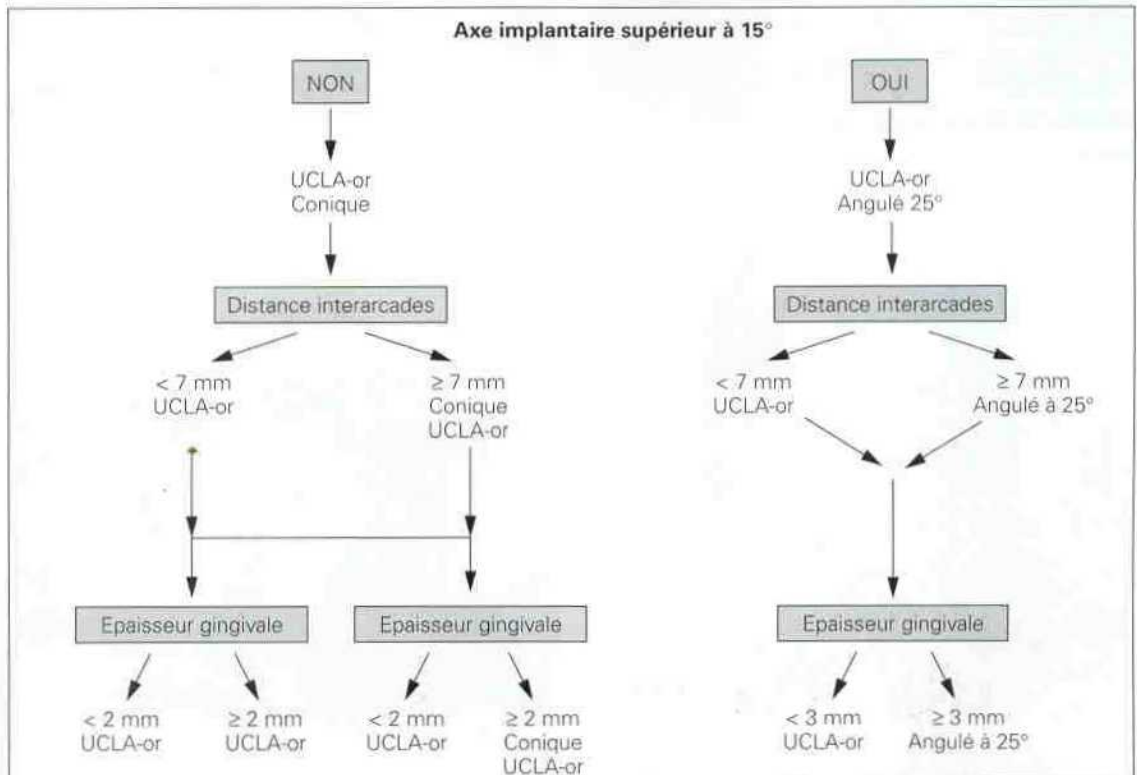 Axe implantaire supérieur à 15°
NON
OUI
UCLA-or
Conique
UCLA-or
Angulé 25°
Distance interarcades
Distance interarcades
< 7 mm
UCLA-or
≥ 7 mm
Conique
UCLA-or
< 7 mm
UCLA-or
≥ 7 mm
Angulé à 25°
Epaisseur gingivale
Epaisseur gingivale
Epaisseur gingivale
< 2 mm
UCLA-or
≥ 2 mm
UCLA-or
< 2 mm
UCLA-or
≥ 2 mm
Conique
UCLA-or
< 3 mm
UCLA-or
≥ 3 mm
Angulé à 25°